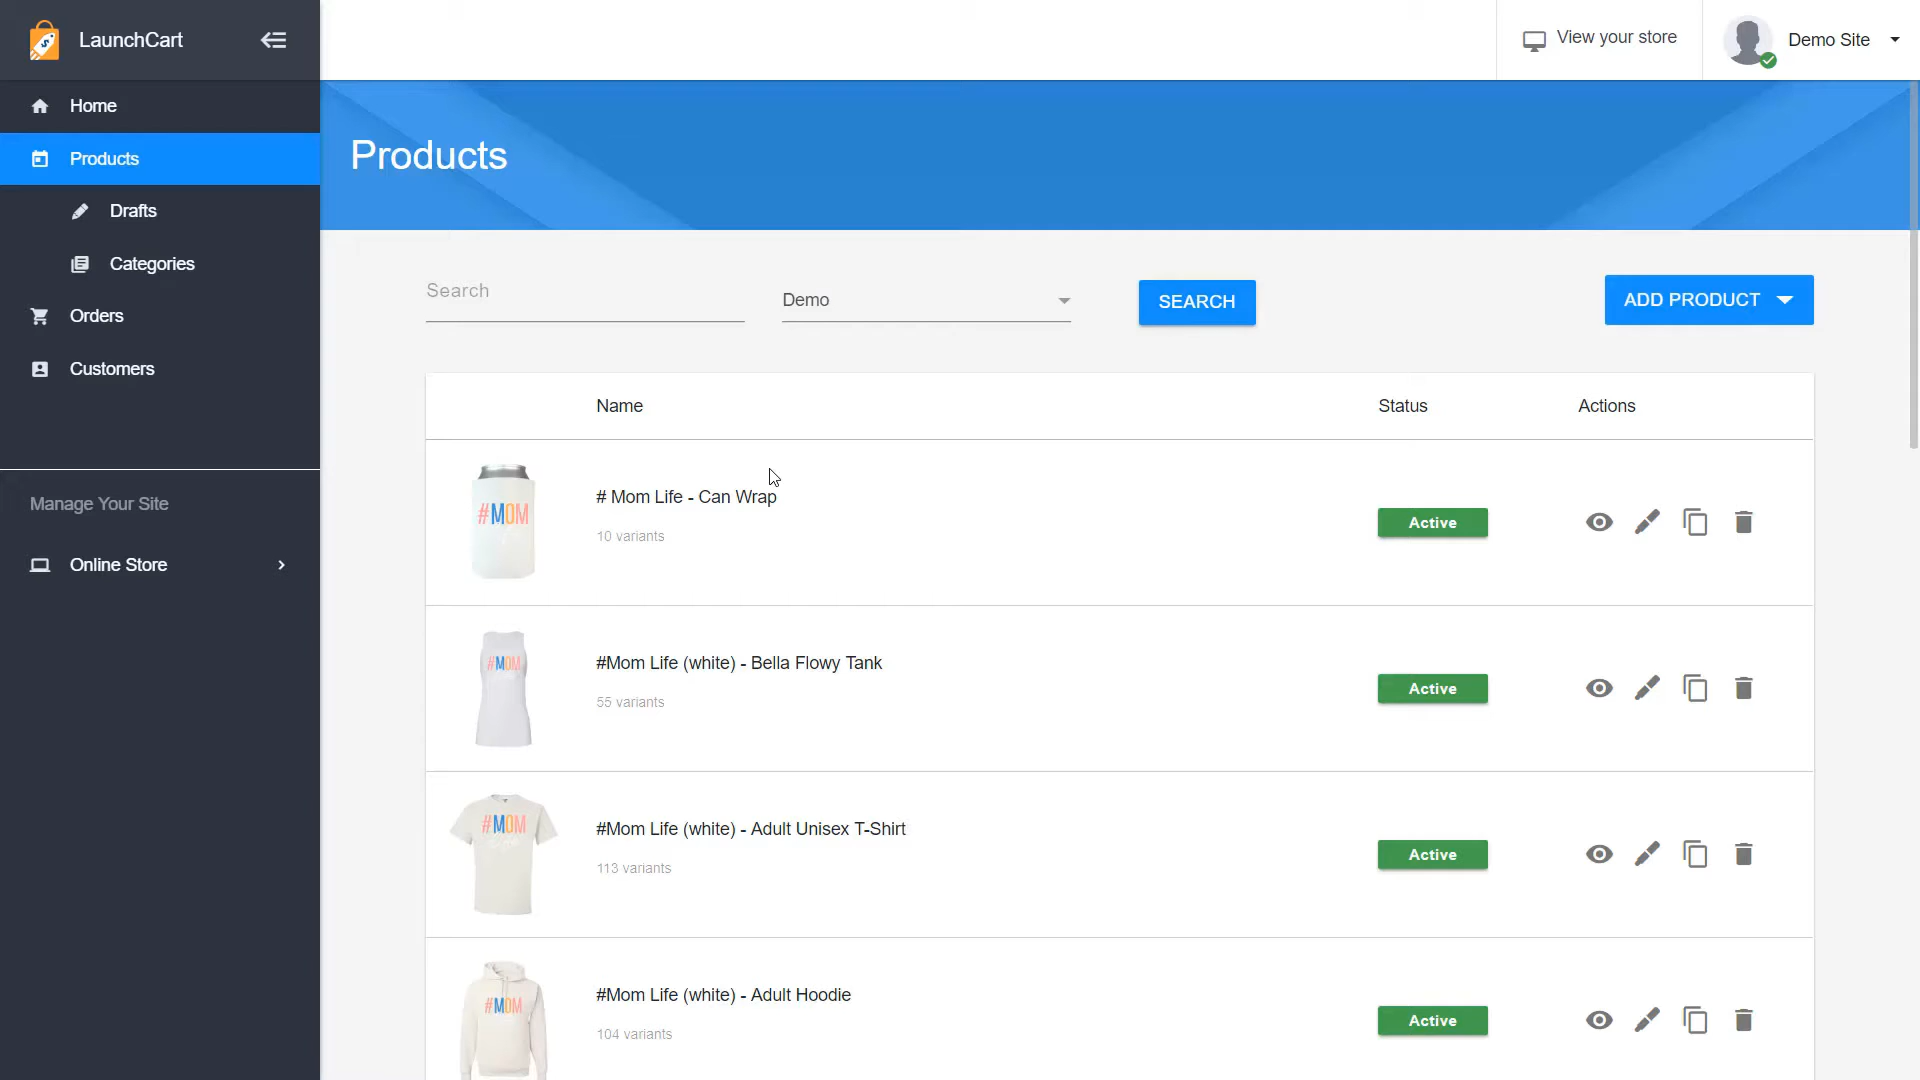 LaunchCart
View your store
Demo Site
Home
Products
Drafts
Categories
Orders
Customers
Manage Your Site
Online Store
Products
Search
Demo
SEARCH
ADD PRODUCT
Name
Status
Actions
#MOM
# Mom Life - Can Wrap
10 variants
Active
#MOM
#Mom Life (white) - Bella Flowy Tank
55 variants
Active
#MOM
Life
#Mom Life (white) - Adult Unisex T-Shirt
113 variants
Active
#MOM
#Mom Life (white) - Adult Hoodie
104 variants
Active